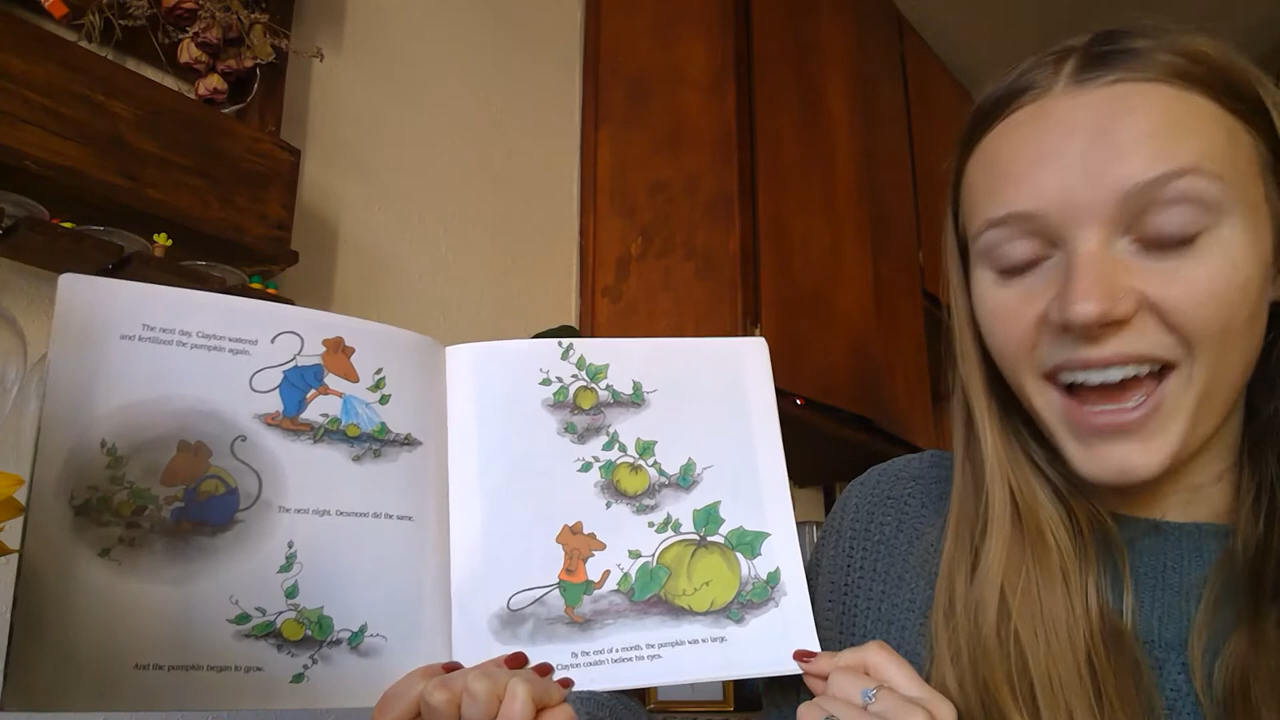 The next day, Clayton watered
and fertilized the pumpkin again.
The next night, Desmond did the same.
And the pumpkin began to grow.
By the end of a month, the pumpkin was so large,
Clayton couldn't believe his eyes.